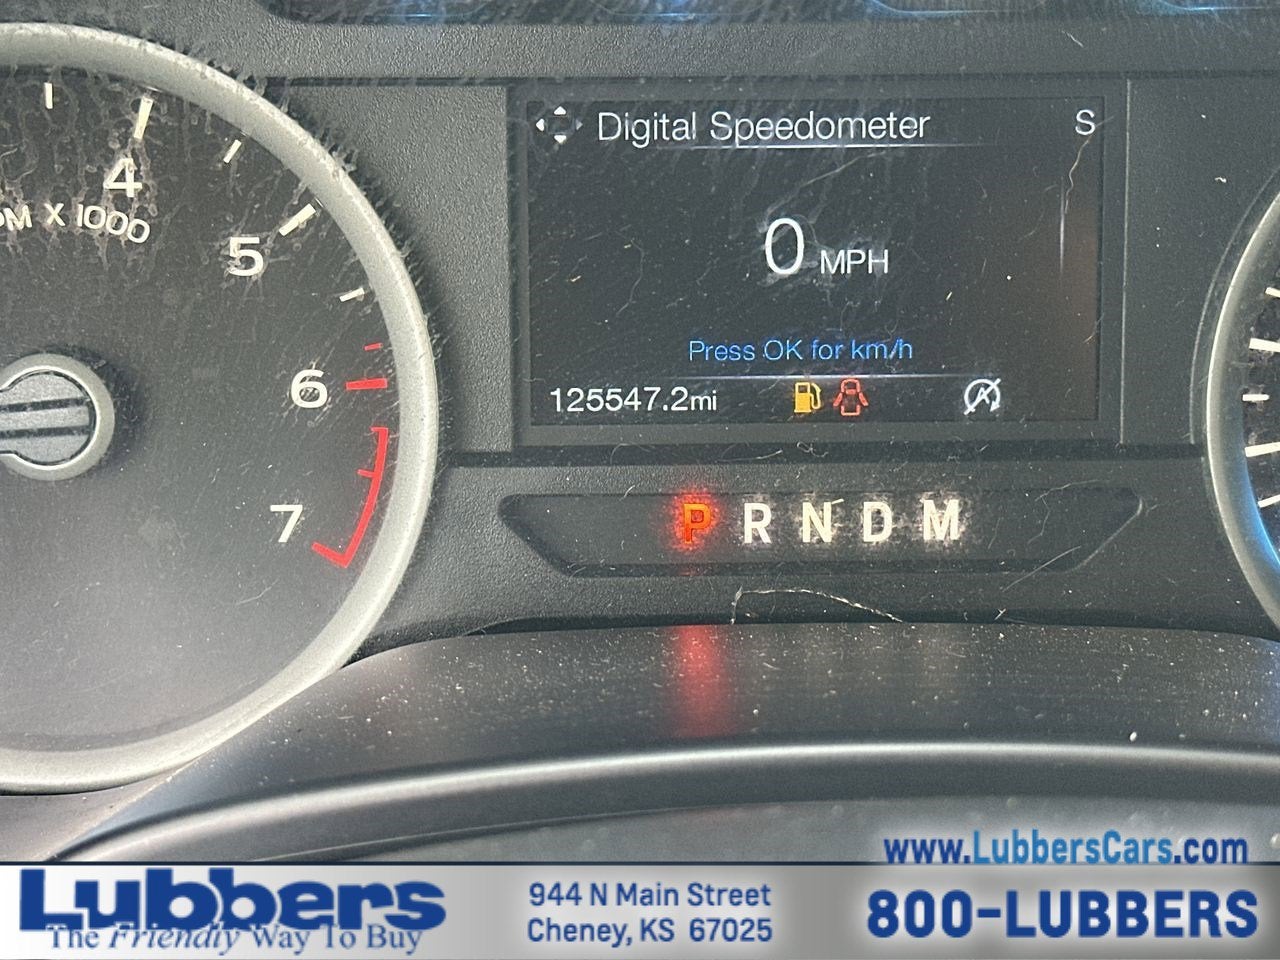 4
PM X 1000
5
6
7
Digital Speedometer S
0 MPH
Press OK for km/h
125547.2mi
P R N D M
www.LubbersCars.com
Lubbers
The Friendly Way To Buy
944 N Main Street
Cheney, KS 67025
800-LUBBERS